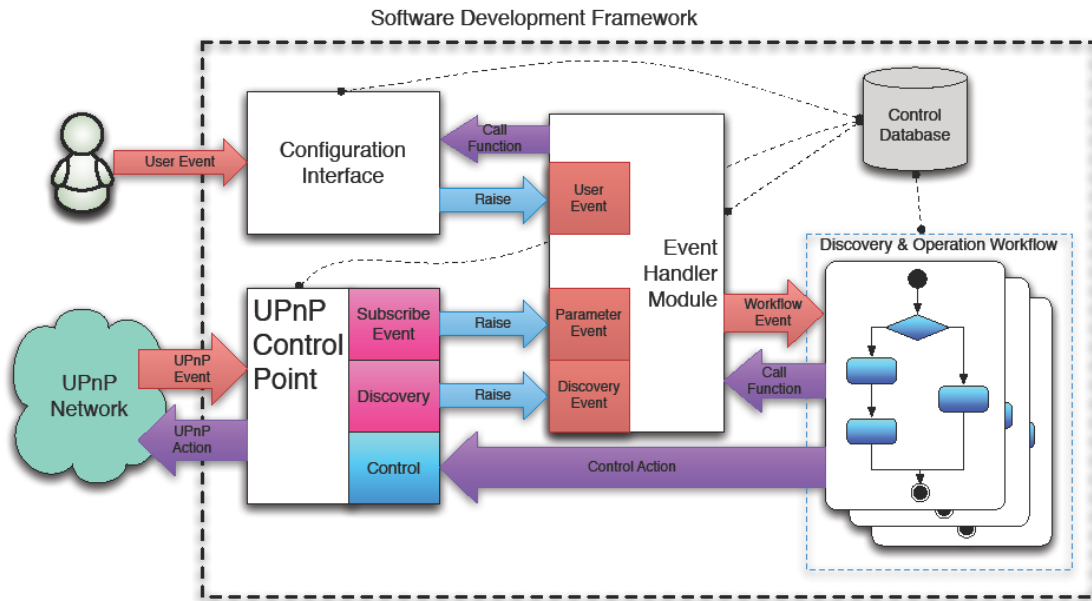 Software Development Framework
Control
Database
Call
Function
Configuration
Interface
User Event
Raise
User
Event
Event
Handler
Module
Discovery & Operation Workflow
UPnP
Control
Point
Subscribe
Event
Raise
Parameter
Event
Workflow
Event
UPnP
Network
UPnP
Event
Discovery
Raise
Discovery
Event
Call
Function
UPnP
Action
Control
Control Action